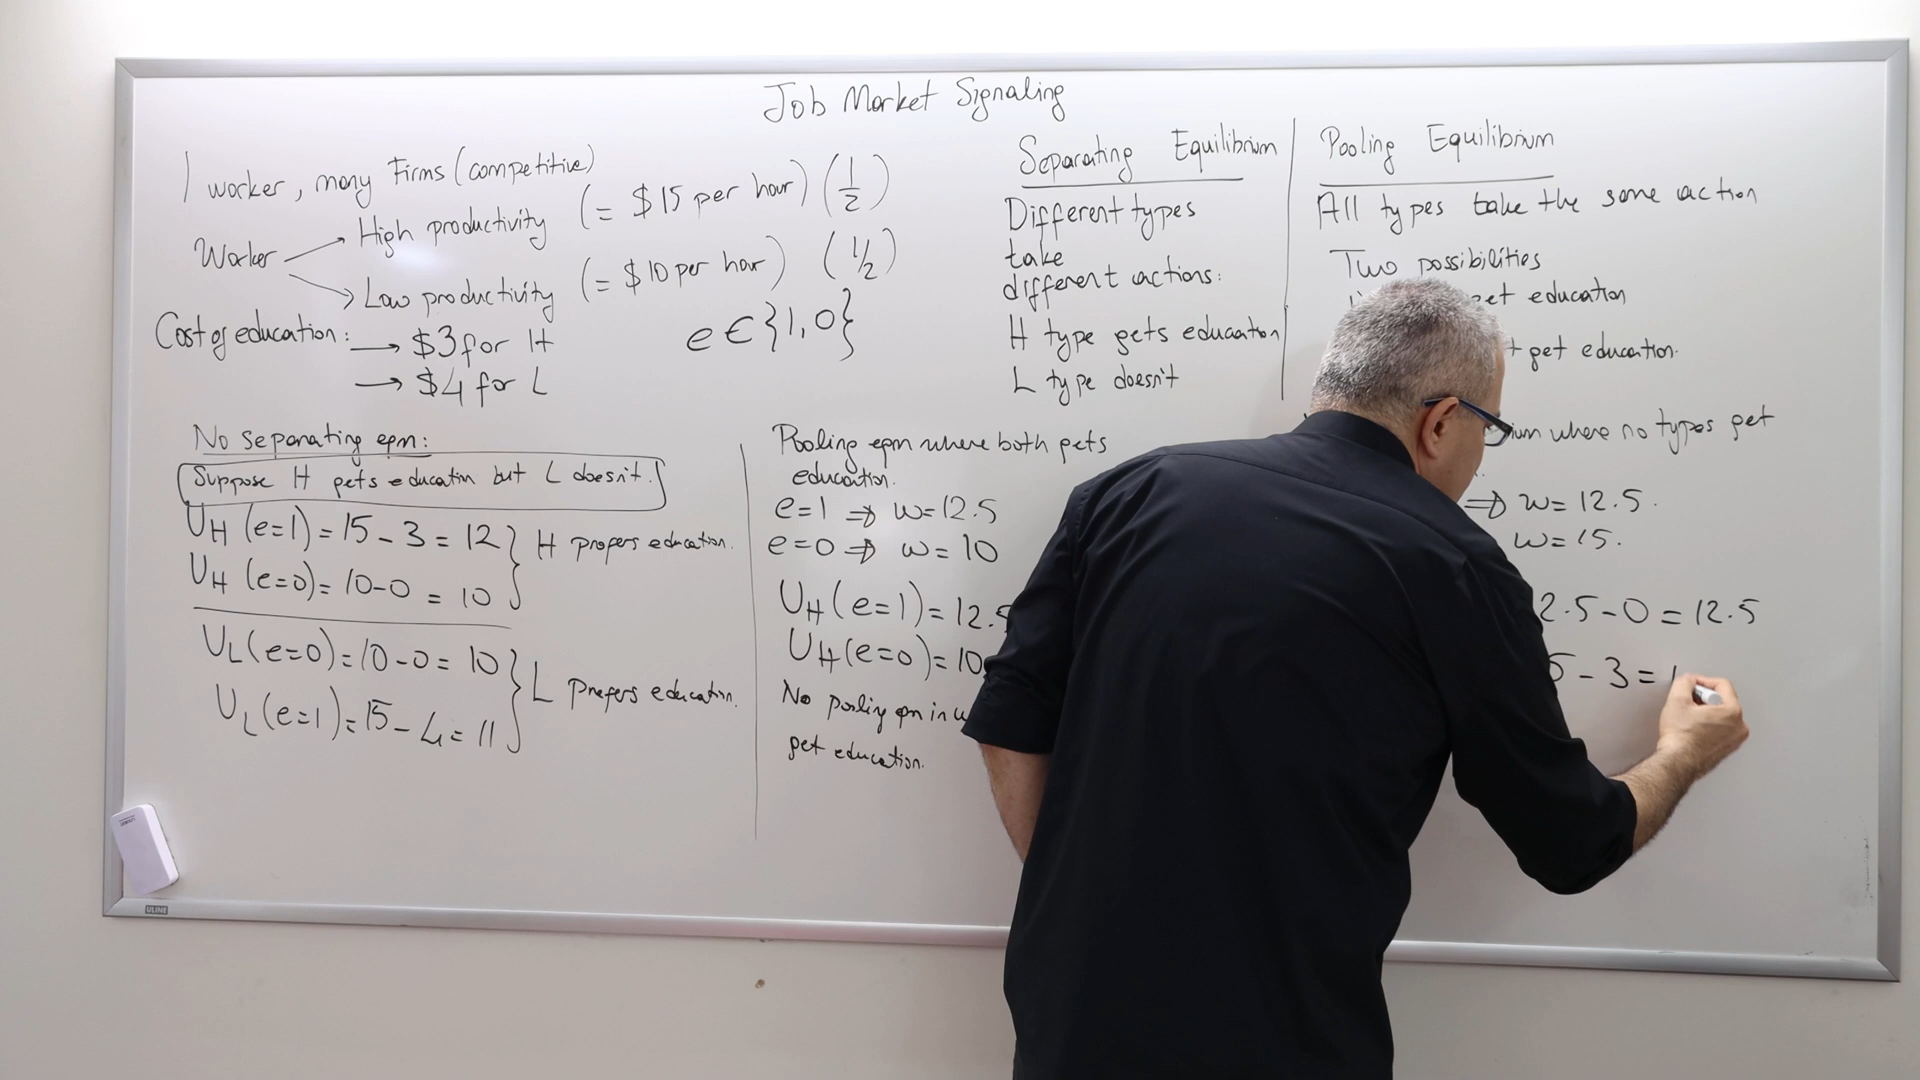 Job Market Signaling
1 worker, many Firms (competitive)
Worker → High productivity (= $15 per hour) (1/2)
→ Low productivity (= $10 per hour) (1/2)
Cost of education: → $3 for H
→ $4 for L
e ∈ {1,0}
Separating Equilibrium
Different types
take
different actions:
H type gets education
L type doesn't
Pooling Equilibrium
All types take the same action
Two possibilities
get education
get education.
where no types get
⇒ w = 12.5.
w = 15.
2.5 - 0 = 12.5
5 - 3 = 1
No separating eqm:
Suppose H gets education but L doesn't.
U_H (e=1) = 15 - 3 = 12
U_H (e=0) = 10-0 = 10
H prefers education.
U_L (e=0) = 10-0 = 10
U_L (e=1) = 15 - 4 = 11
L prefers education.
Pooling eqm where both gets
education.
e=1 ⇒ w=12.5
e=0 ⇒ w = 10
U_H (e=1) = 12.5
U_H (e=0) = 10
No pooling eqm in w
get education.
ULINE